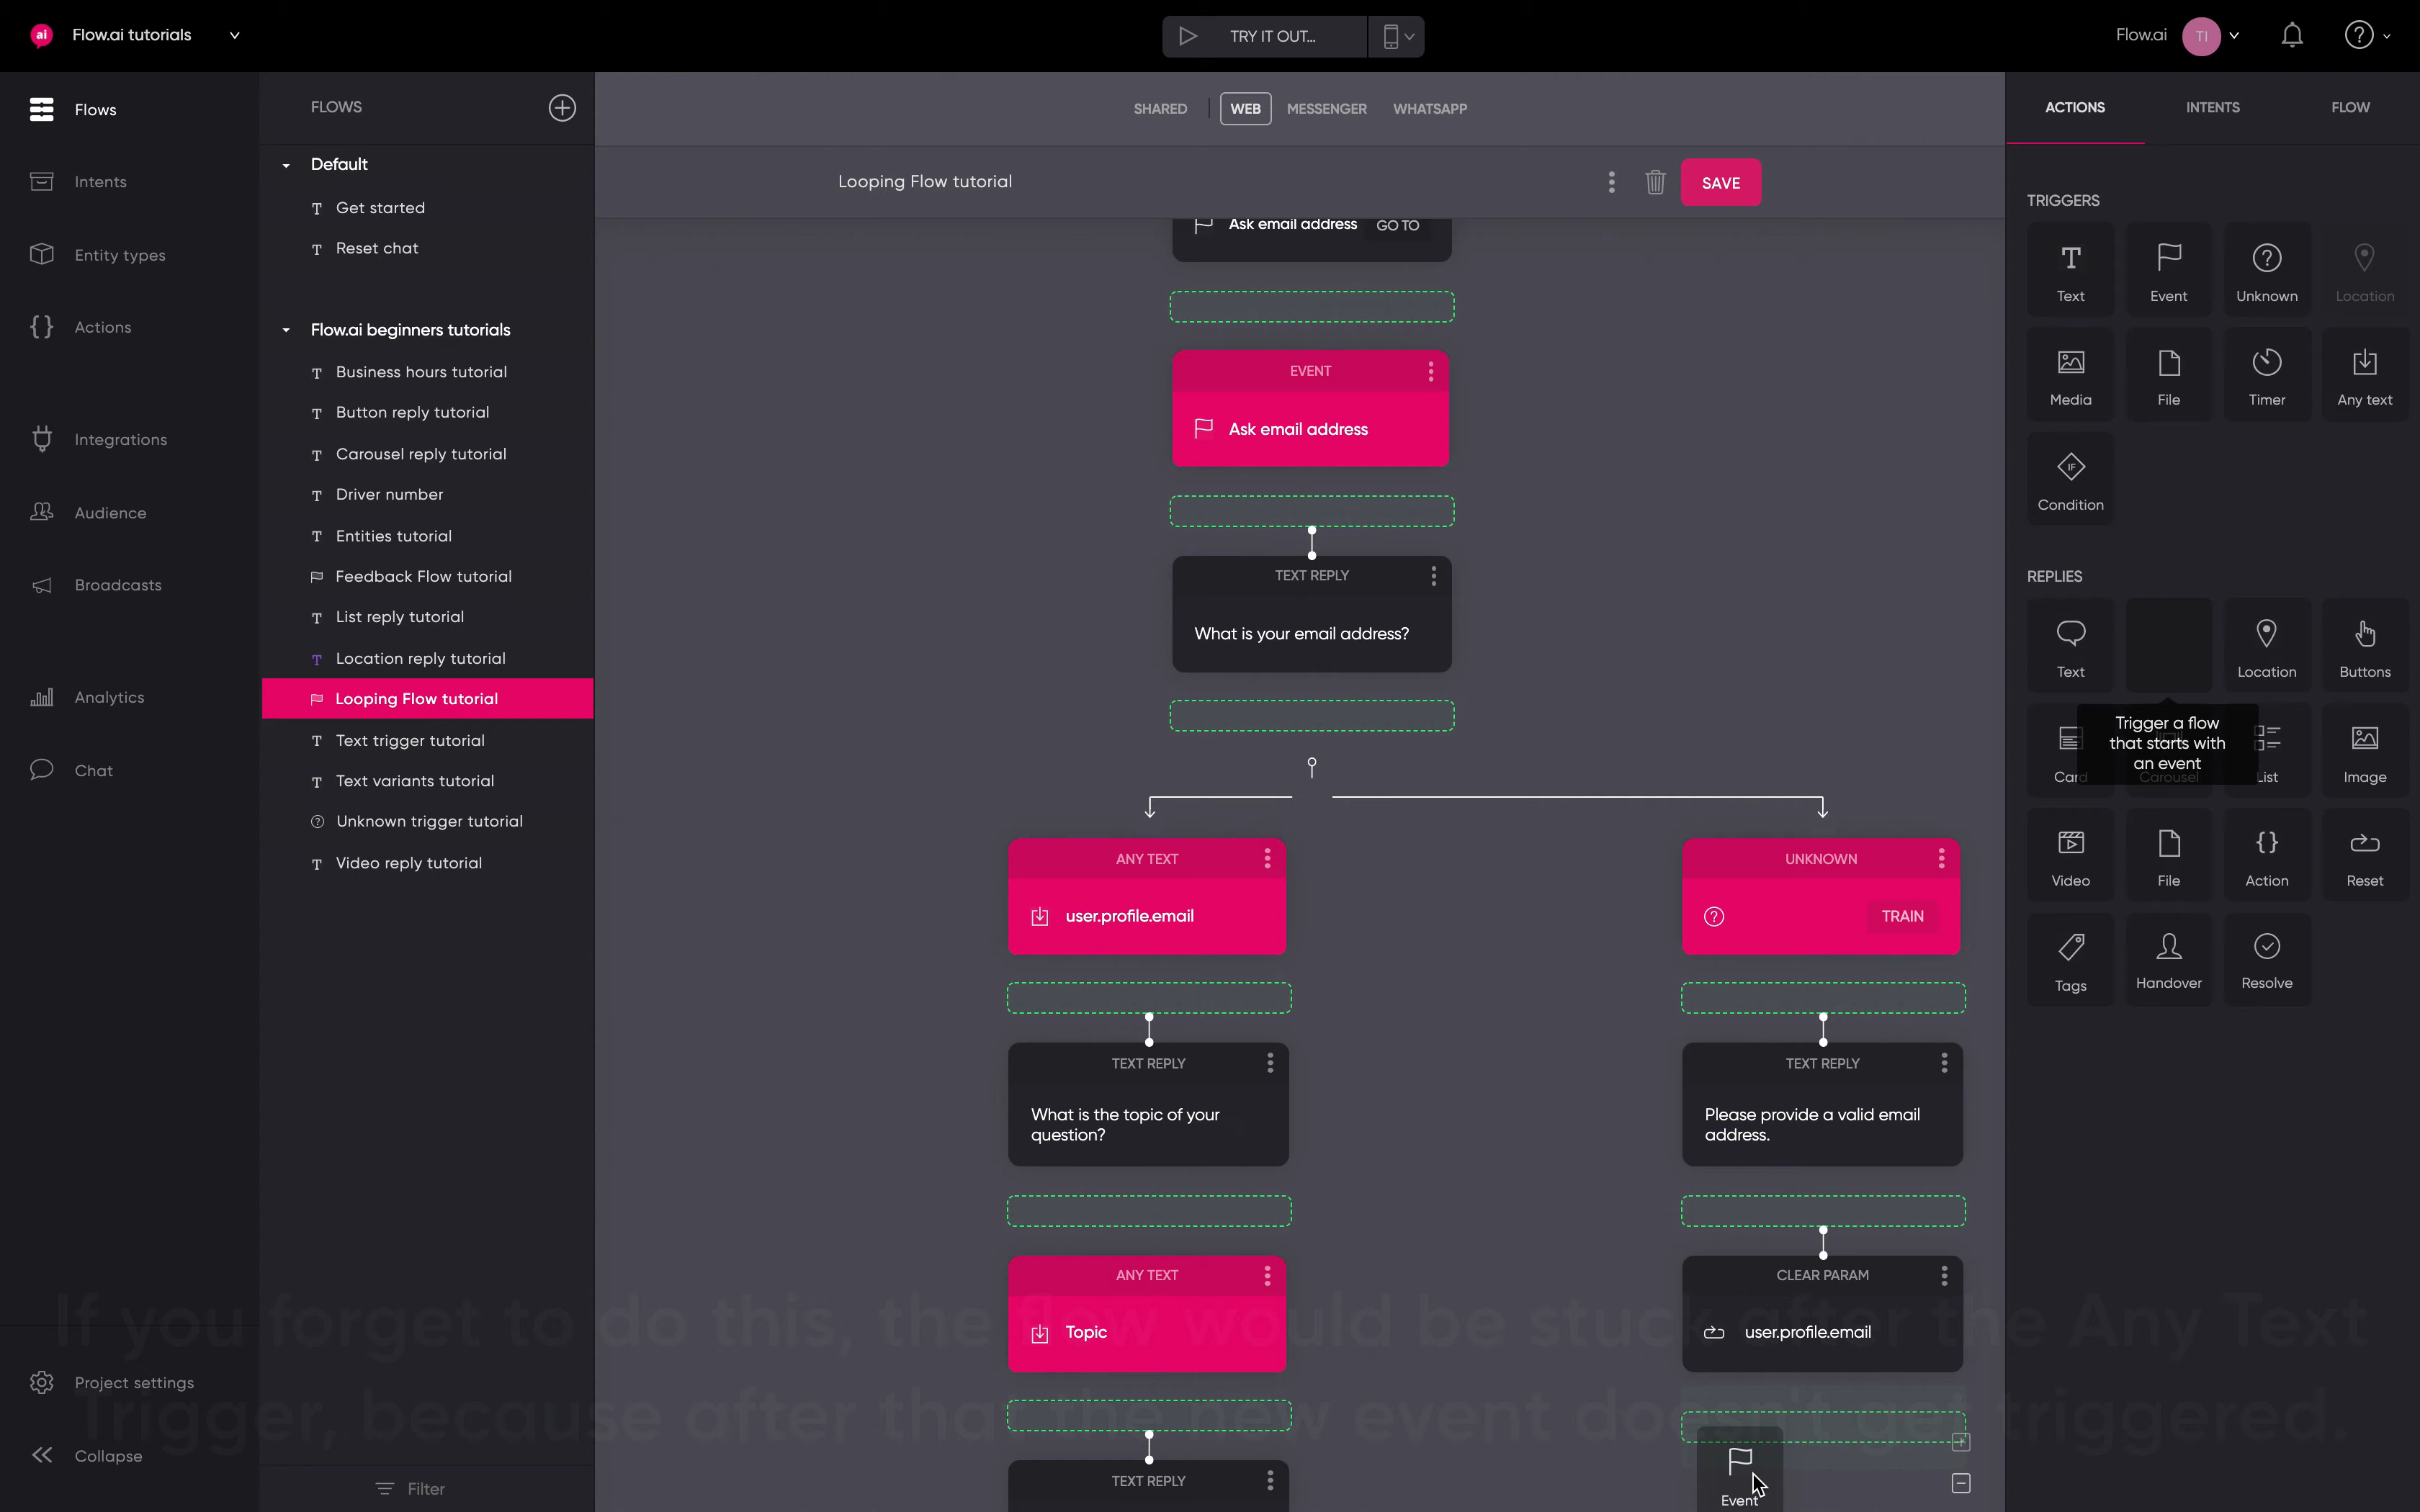 ai Flow.ai tutorials
TRY IT OUT...
Flow.ai TI
Flows
Intents
Entity types
Actions
Integrations
Audience
Broadcasts
Analytics
Chat
Project settings
Collapse
FLOWS
Default
Get started
Reset chat
Flow.ai beginners tutorials
Business hours tutorial
Button reply tutorial
Carousel reply tutorial
Driver number
Entities tutorial
Feedback Flow tutorial
List reply tutorial
Location reply tutorial
Looping Flow tutorial
Text trigger tutorial
Text variants tutorial
Unknown trigger tutorial
Video reply tutorial
Filter
SHARED WEB MESSENGER WHATSAPP
Looping Flow tutorial
SAVE
Ask email address GO TO
EVENT
Ask email address
TEXT REPLY
What is your email address?
ANY TEXT
user.profile.email
TEXT REPLY
What is the topic of your
question?
ANY TEXT
Topic
TEXT REPLY
UNKNOWN
TRAIN
TEXT REPLY
Please provide a valid email
address.
CLEAR PARAM
user.profile.email
Event
If you forget to do this, the flow would be stuck after the Any Text
Trigger, because after that the new event doesn't get triggered.
ACTIONS INTENTS FLOW
TRIGGERS
Text Event Unknown Location
Media File Timer Any text
IF
Condition
REPLIES
Text Location Buttons
Trigger a flow
that starts with
an event
Card Carousel List Image
Video File Action Reset
Tags Handover Resolve